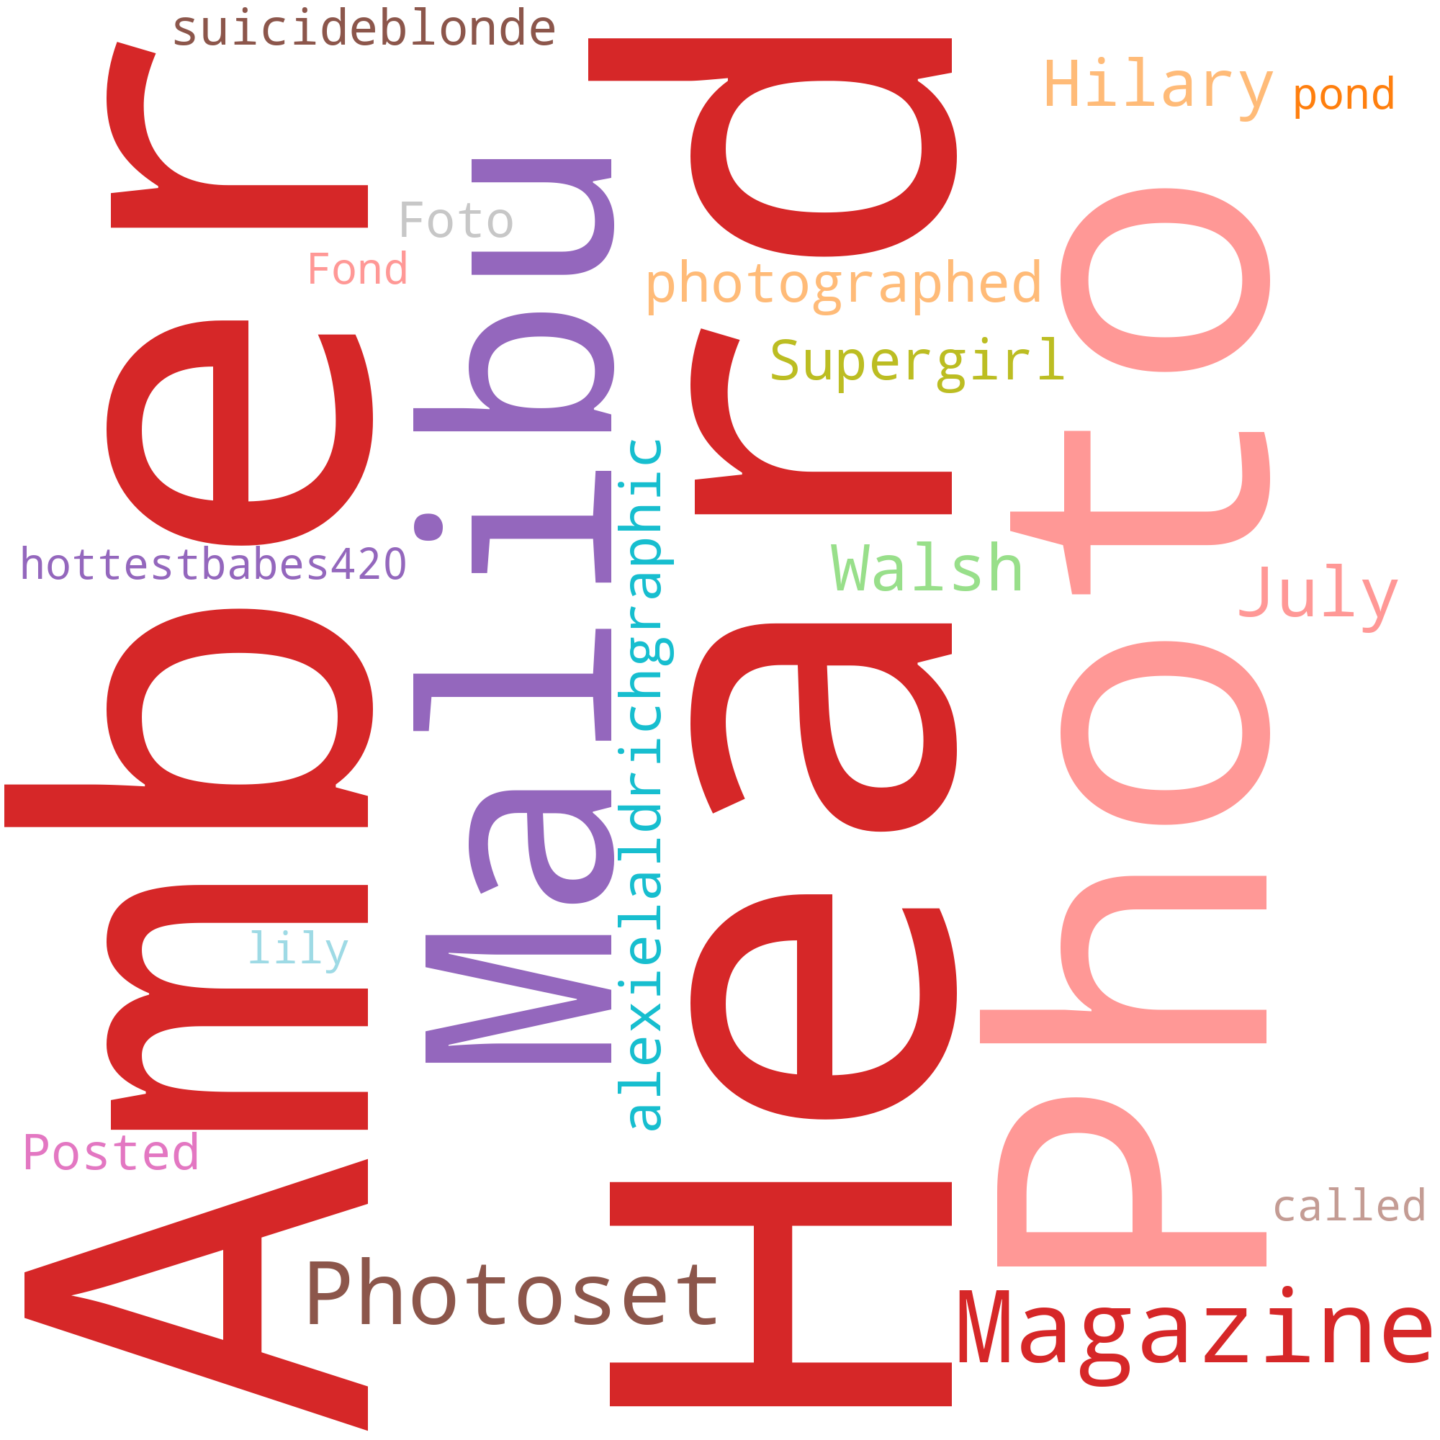 suicideblonde
Hilary
pond
Amber
Malibu
Heard
Photo
Foto
Fond
photographed
Supergirl
alexielaldrichgraphic
hottestbabes420
Walsh
July
lily
Posted
called
Photoset
Magazine